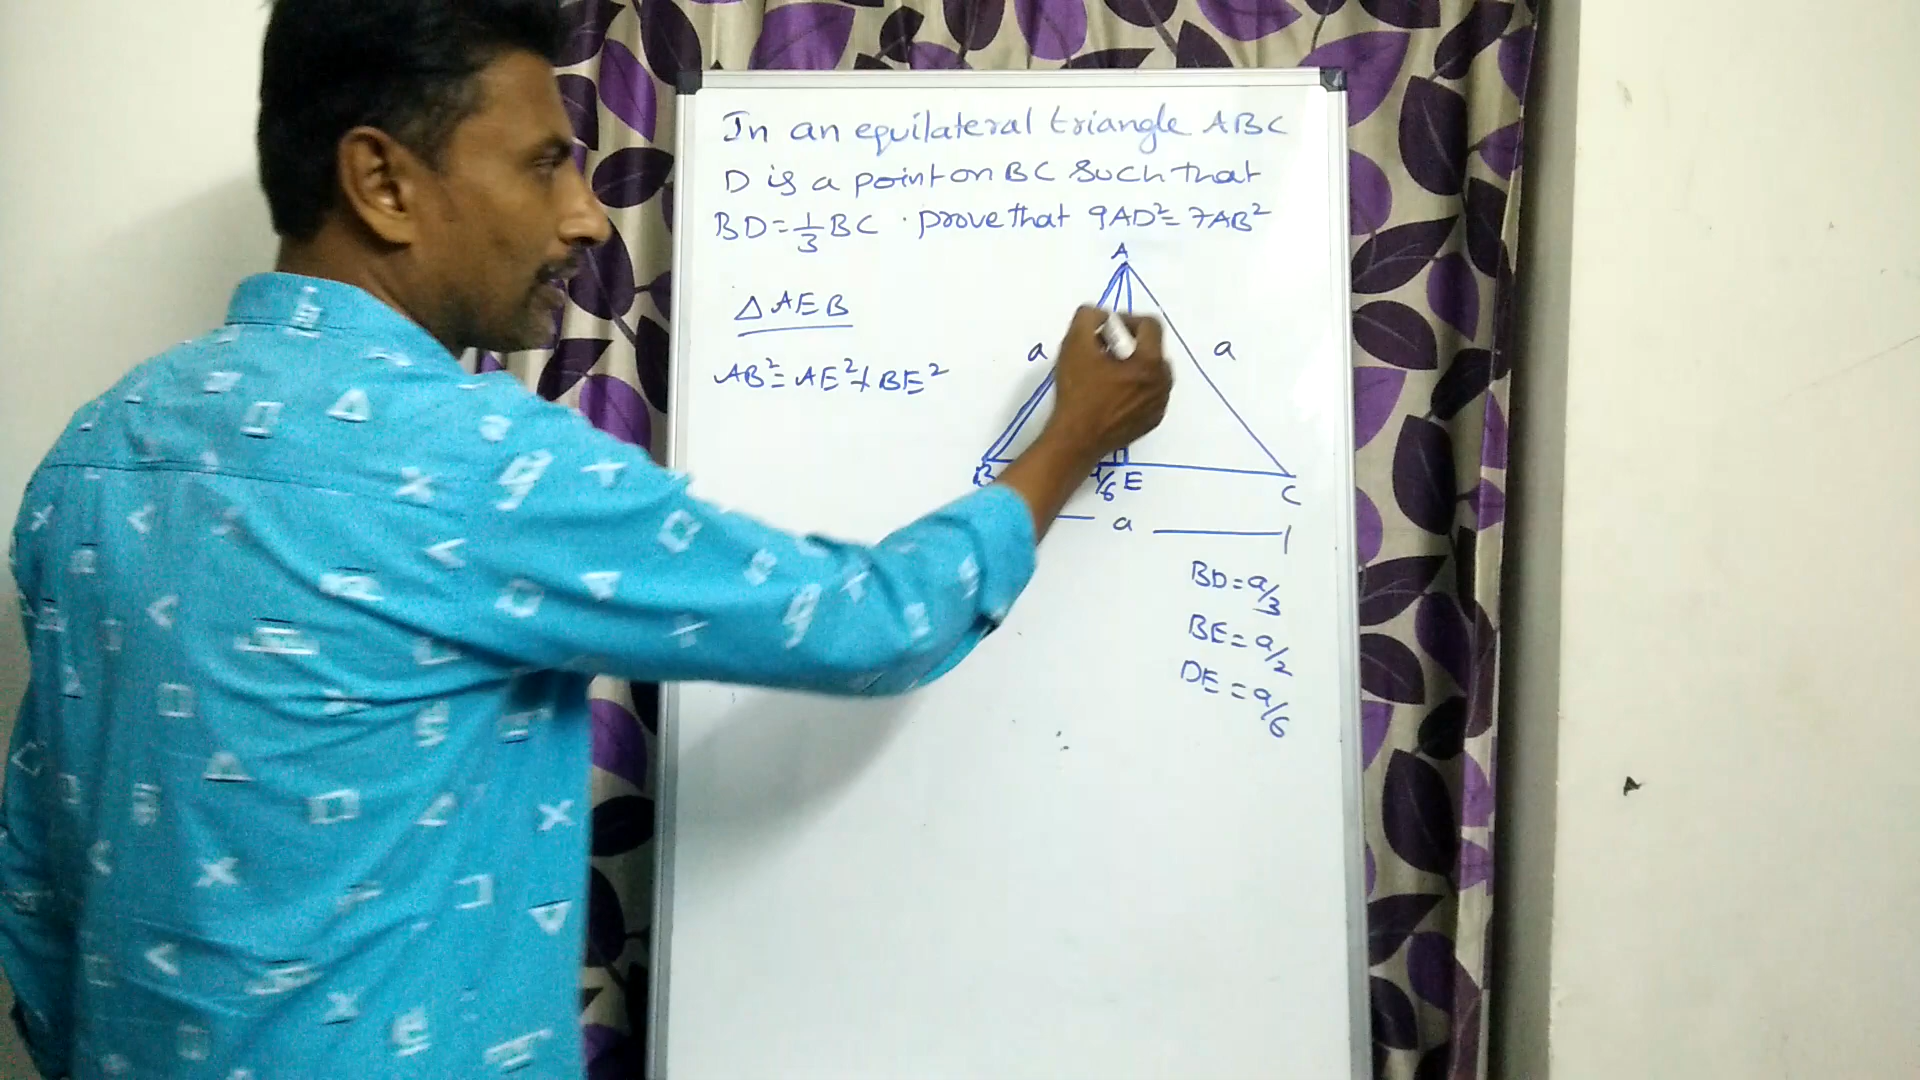 In an equilateral triangle ABC
D is a point on BC such that
BD = 1/3 BC . prove that 9AD² = 7AB²
A
△ AEB
a
a
AB² = AE² + BE²
B
E
C
a/6
a
BD = a/3
BE = a/2
DE = a/6